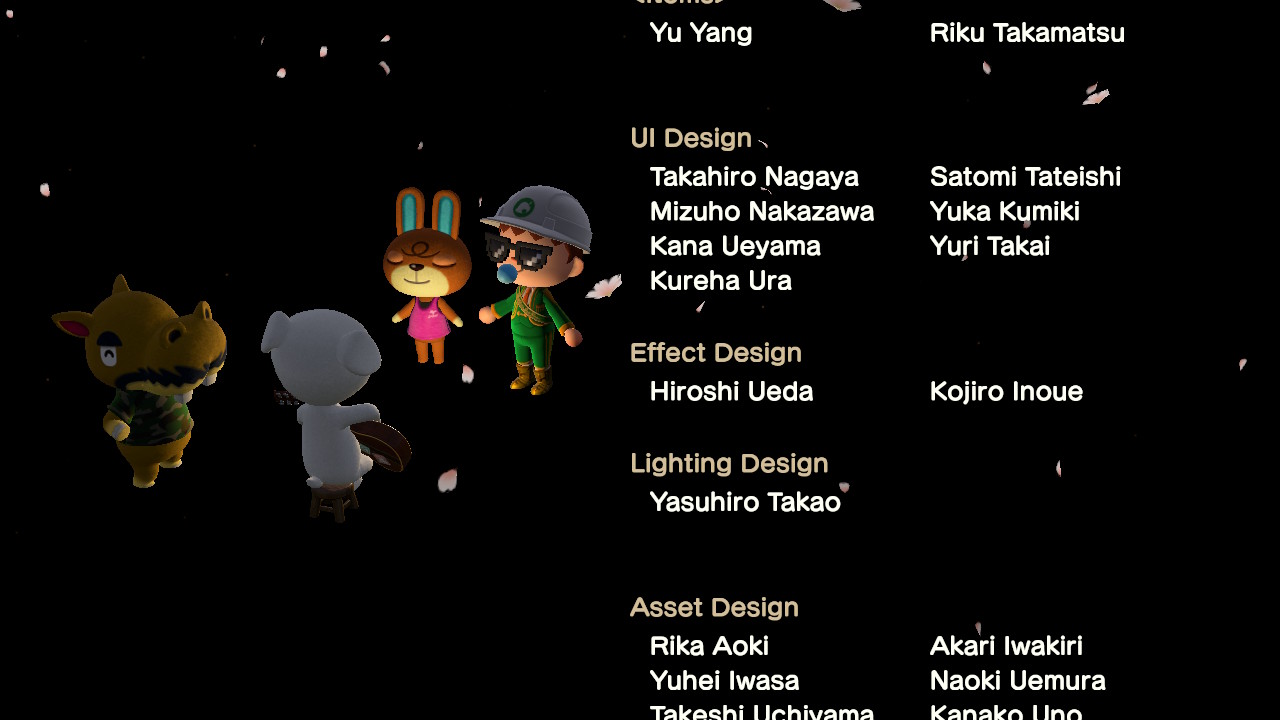 Yu Yang Riku Takamatsu
UI Design
Takahiro Nagaya Satomi Tateishi
Mizuho Nakazawa Yuka Kumiki
Kana Ueyama Yuri Takai
Kureha Ura
Effect Design
Hiroshi Ueda Kojiro Inoue
Lighting Design
Yasuhiro Takao
Asset Design
Rika Aoki Akari Iwakiri
Yuhei Iwasa Naoki Uemura
Takeshi Uchiyama Kanako Uno